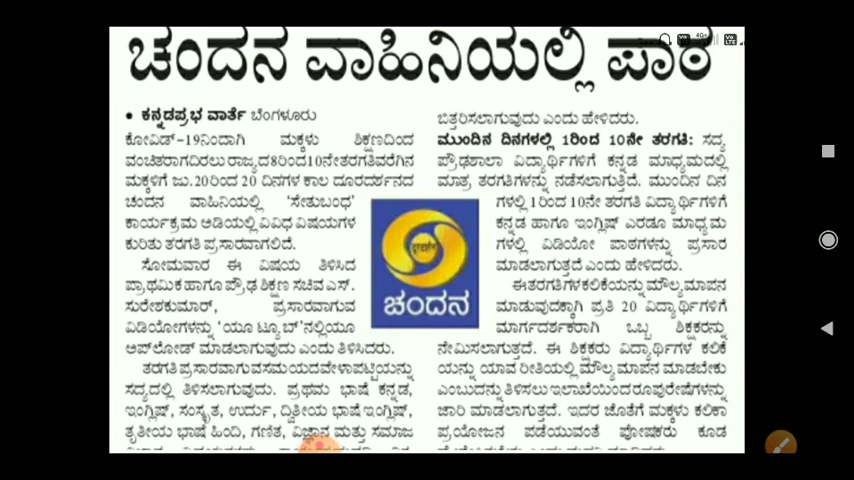 ಚಂದನ ವಾಹಿನಿಯಲ್ಲಿ ಪಾಠ
• ಕನ್ನಡಪ್ರಭ ವಾರ್ತೆ ಬೆಂಗಳೂರು
ಕೋವಿಡ್-19ನಿಂದಾಗಿ ಮಕ್ಕಳು ಶಿಕ್ಷಣದಿಂದ
ವಂಚಿತರಾಗದಿರಲು ರಾಜ್ಯದ 8ರಿಂದ 10ನೇ ತರಗತಿವರೆಗಿನ
ಮಕ್ಕಳಿಗೆ ಜು.20ರಿಂದ 20 ದಿನಗಳ ಕಾಲ ದೂರದರ್ಶನದ
ಚಂದನ ವಾಹಿನಿಯಲ್ಲಿ 'ಸೇತುಬಂಧ'
ಕಾರ್ಯಕ್ರಮ ಅಡಿಯಲ್ಲಿ ವಿವಿಧ ವಿಷಯಗಳ
ಕುರಿತು ತರಗತಿ ಪ್ರಸಾರವಾಗಲಿದೆ.
ಸೋಮವಾರ ಈ ವಿಷಯ ತಿಳಿಸಿದ
ಪ್ರಾಥಮಿಕ ಹಾಗೂ ಪ್ರೌಢ ಶಿಕ್ಷಣ ಸಚಿವ ಎಸ್.
ಸುರೇಶಕುಮಾರ್, ಪ್ರಸಾರವಾಗುವ
ವಿಡಿಯೋಗಳನ್ನು 'ಯೂ ಟ್ಯೂಬ್'ನಲ್ಲಿಯೂ
ಅಪ್‌ಲೋಡ್ ಮಾಡಲಾಗುವುದು ಎಂದು ತಿಳಿಸಿದರು.
ತರಗತಿ ಪ್ರಸಾರವಾಗುವ ಸಮಯದ ವೇಳಾಪಟ್ಟಿಯನ್ನು
ಸದ್ಯದಲ್ಲಿ ತಿಳಿಸಲಾಗುವುದು. ಪ್ರಥಮ ಭಾಷೆ ಕನ್ನಡ,
ಇಂಗ್ಲಿಷ್, ಸಂಸ್ಕೃತ, ಉರ್ದು, ದ್ವಿತೀಯ ಭಾಷೆ ಇಂಗ್ಲಿಷ್,
ತೃತೀಯ ಭಾಷೆ ಹಿಂದಿ, ಗಣಿತ, ವಿಜ್ಞಾನ ಮತ್ತು ಸಮಾಜ
दूरदर्शन
ಚಂದನ
ಬಿತ್ತರಿಸಲಾಗುವುದು ಎಂದು ಹೇಳಿದರು.
ಮುಂದಿನ ದಿನಗಳಲ್ಲಿ 1ರಿಂದ 10ನೇ ತರಗತಿ: ಸದ್ಯ
ಪ್ರೌಢಶಾಲಾ ವಿದ್ಯಾರ್ಥಿಗಳಿಗೆ ಕನ್ನಡ ಮಾಧ್ಯಮದಲ್ಲಿ
ಮಾತ್ರ ತರಗತಿಗಳನ್ನು ನಡೆಸಲಾಗುತ್ತಿದೆ. ಮುಂದಿನ ದಿನ
ಗಳಲ್ಲಿ 1ರಿಂದ 10ನೇ ತರಗತಿ ವಿದ್ಯಾರ್ಥಿಗಳಿಗೆ
ಕನ್ನಡ ಹಾಗೂ ಇಂಗ್ಲಿಷ್ ಎರಡೂ ಮಾಧ್ಯಮ
ಗಳಲ್ಲಿ ವಿಡಿಯೋ ಪಾಠಗಳನ್ನು ಪ್ರಸಾರ
ಮಾಡಲಾಗುತ್ತದೆ ಎಂದು ಹೇಳಿದರು.
ಈ ತರಗತಿಗಳ ಕಲಿಕೆಯನ್ನು ಮೌಲ್ಯಮಾಪನ
ಮಾಡುವುದಕ್ಕಾಗಿ ಪ್ರತಿ 20 ವಿದ್ಯಾರ್ಥಿಗಳಿಗೆ
ಮಾರ್ಗದರ್ಶಕರಾಗಿ ಒಬ್ಬ ಶಿಕ್ಷಕರನ್ನು
ನೇಮಿಸಲಾಗುತ್ತದೆ. ಈ ಶಿಕ್ಷಕರು ವಿದ್ಯಾರ್ಥಿಗಳ ಕಲಿಕೆ
ಯನ್ನು ಯಾವ ರೀತಿಯಲ್ಲಿ ಮೌಲ್ಯಮಾಪನ ಮಾಡಬೇಕು
ಎಂಬುದನ್ನು ತಿಳಿಸಲು ಇಲಾಖೆಯಿಂದ ರೂಪುರೇಷೆಗಳನ್ನು
ಜಾರಿ ಮಾಡಲಾಗುತ್ತದೆ. ಇದರ ಜೊತೆಗೆ ಮಕ್ಕಳು ಕಲಿಕಾ
ಪ್ರಯೋಜನ ಪಡೆಯುವಂತೆ ಪೋಷಕರು ಕೂಡ